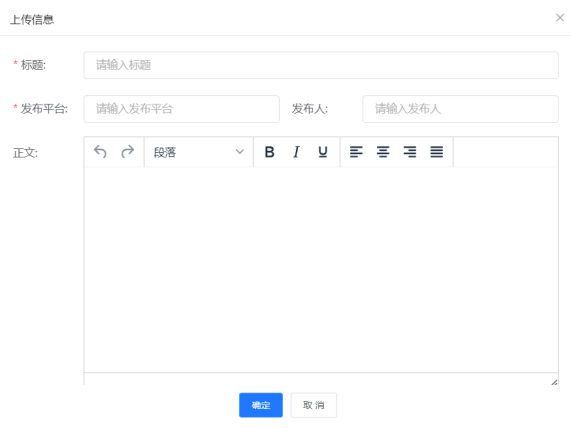 上传信息
* 标题: 请输入标题
* 发布平台: 请输入发布平台 发布人: 请输入发布人
正文: 段落 B I U
确定 取消